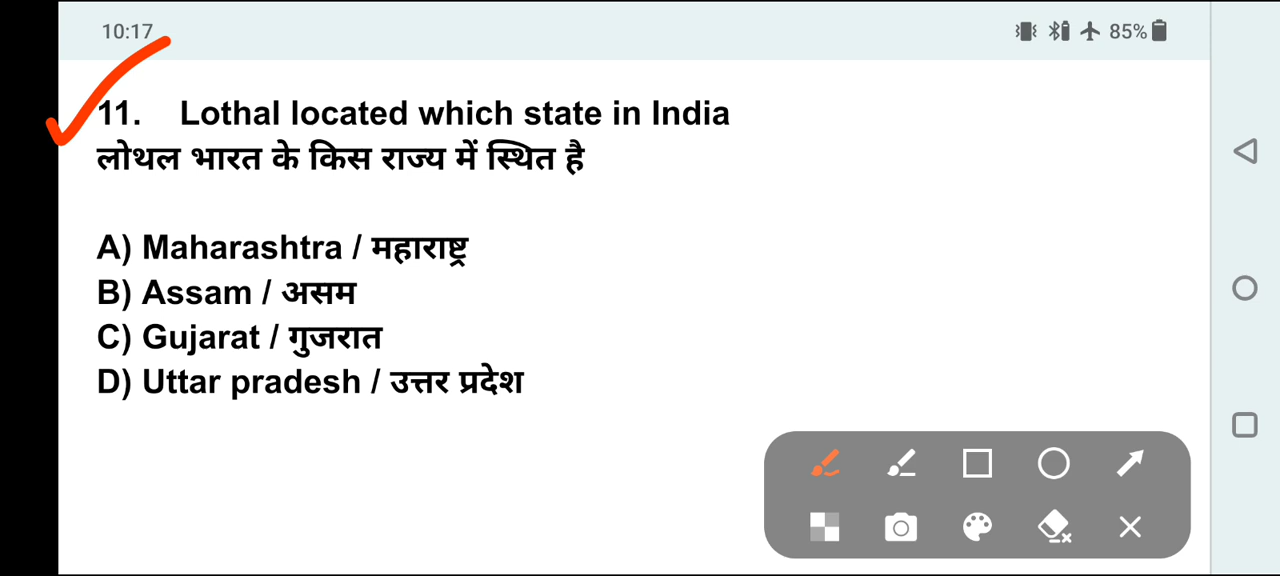 10:17
85%
11. Lothal located which state in India
लोथल भारत के किस राज्य में स्थित है
A) Maharashtra / महाराष्ट्र
B) Assam / असम
C) Gujarat / गुजरात
D) Uttar pradesh / उत्तर प्रदेश